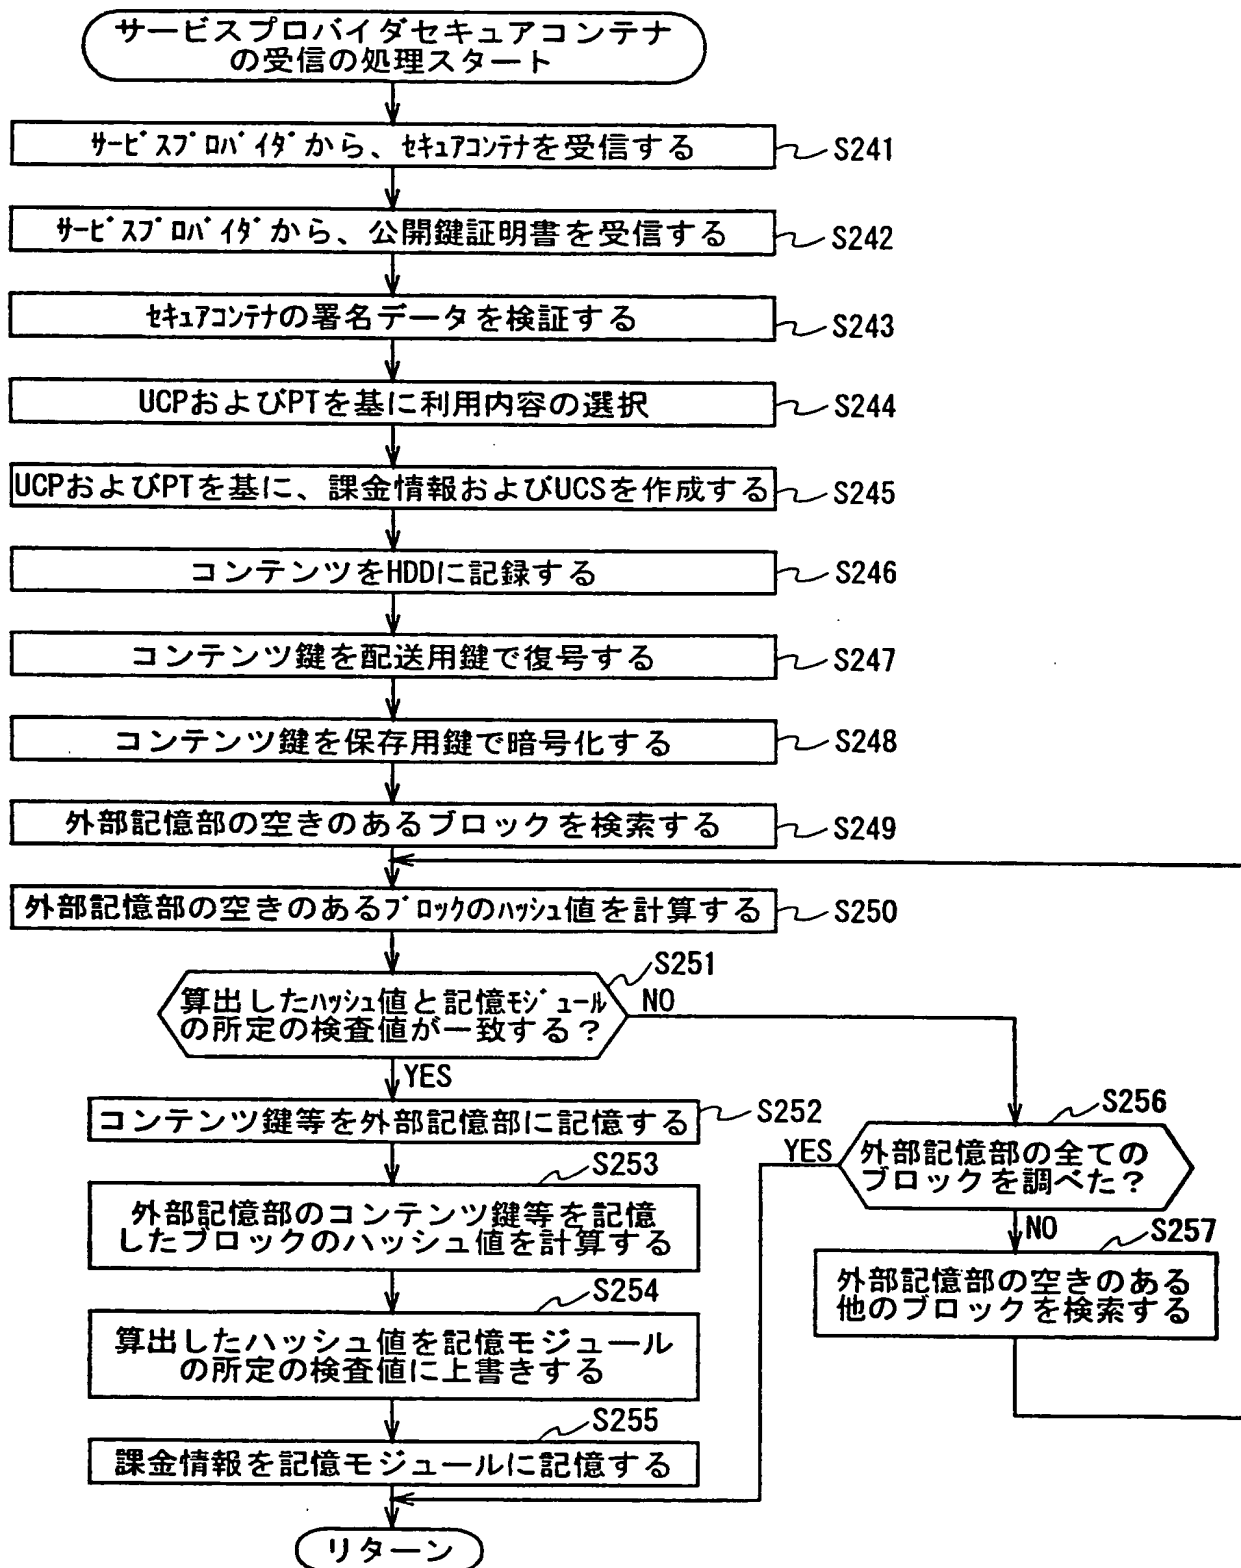 サービスプロバイダセキュアコンテナ
の受信の処理スタート
サービスプロバイダから、セキュアコンテナを受信する
S241
サービスプロバイダから、公開鍵証明書を受信する
S242
セキュアコンテナの署名データを検証する
S243
UCPおよびPTを基に利用内容の選択
S244
UCPおよびPTを基に、課金情報およびUCSを作成する
S245
コンテンツをHDDに記録する
S246
コンテンツ鍵を配送用鍵で復号する
S247
コンテンツ鍵を保存用鍵で暗号化する
S248
外部記憶部の空きのあるブロックを検索する
S249
外部記憶部の空きのあるブロックのハッシュ値を計算する
S250
S251
算出したハッシュ値と記憶モジュール
の所定の検査値が一致する?
NO
YES
コンテンツ鍵等を外部記憶部に記憶する
S252
S253
外部記憶部のコンテンツ鍵等を記憶
したブロックのハッシュ値を計算する
S254
算出したハッシュ値を記憶モジュール
の所定の検査値に上書きする
S255
課金情報を記憶モジュールに記憶する
S256
YES
外部記憶部の全ての
ブロックを調べた?
NO
S257
外部記憶部の空きのある
他のブロックを検索する
リターン